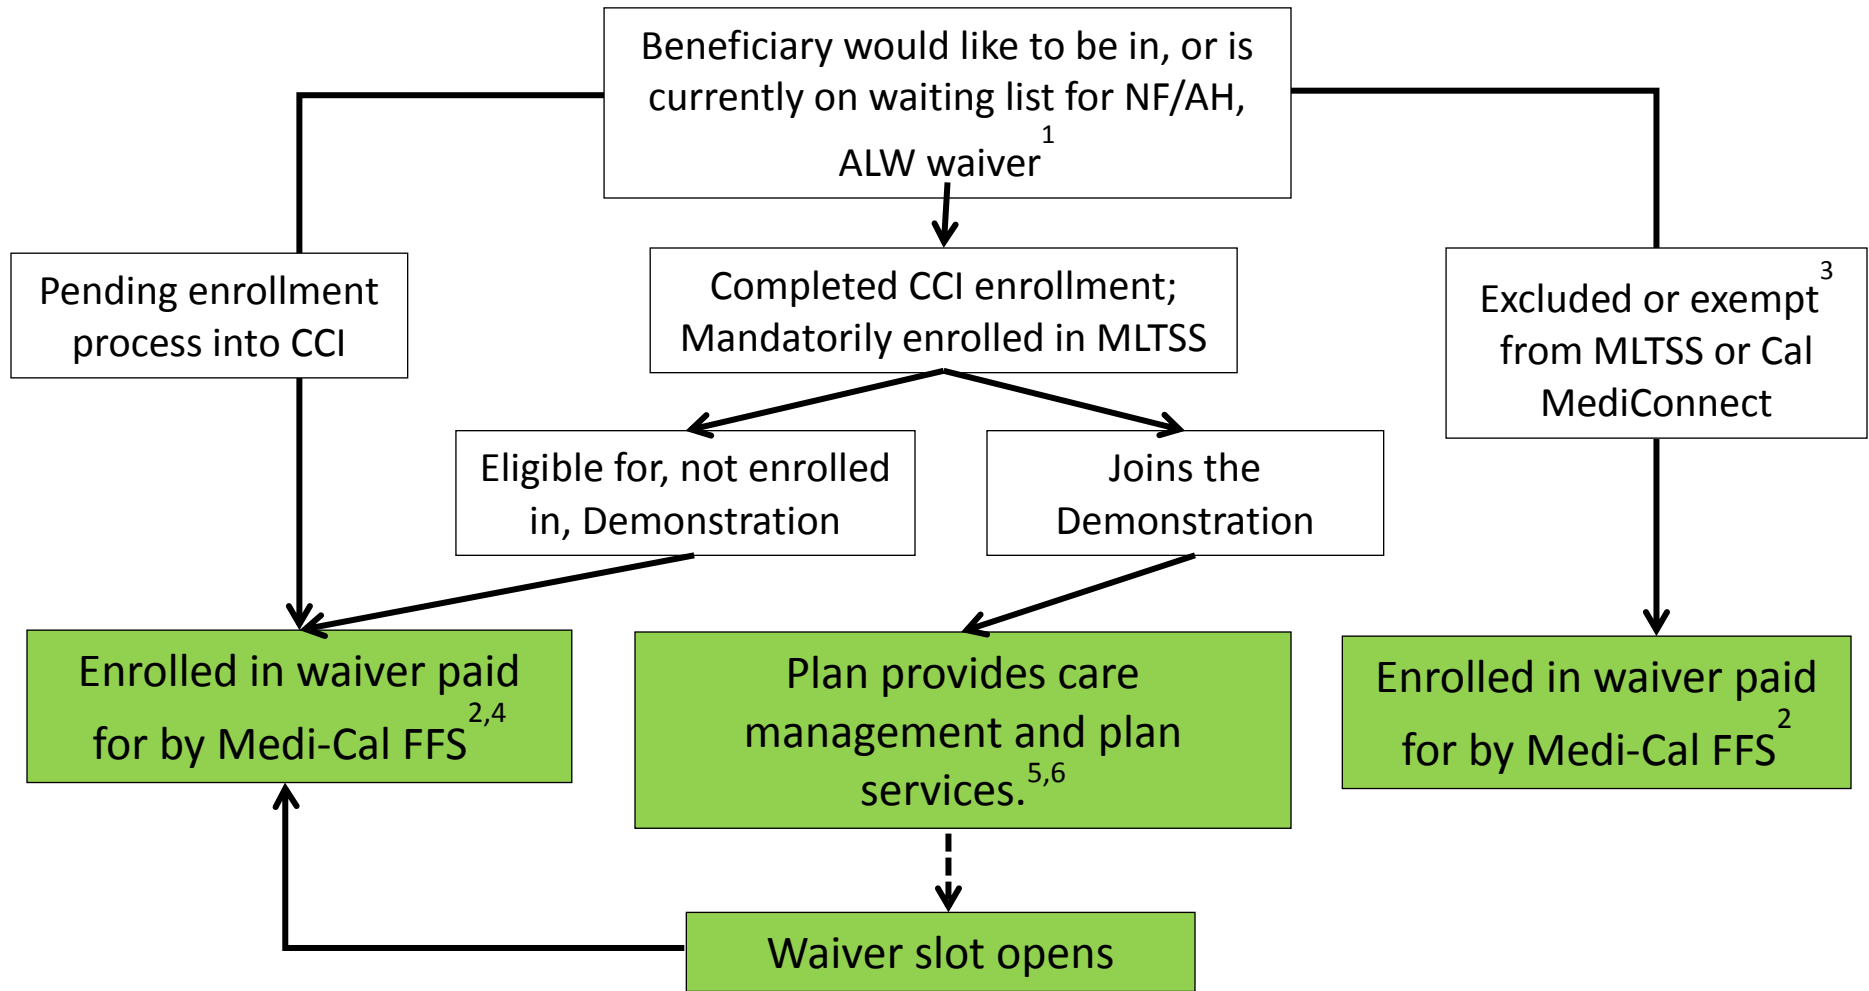 Beneficiary would like to be in, or is
currently on waiting list for NF/AH,
ALW waiver1
Pending enrollment
process into CCI
Completed CCI enrollment;
Mandatorily enrolled in MLTSS
Excluded or exempt3
from MLTSS or Cal
MediConnect
Eligible for, not enrolled
in, Demonstration
Joins the
Demonstration
Enrolled in waiver paid
for by Medi-Cal FFS2,4
Plan provides care
management and plan
services.5,6
Enrolled in waiver paid
for by Medi-Cal FFS2
Waiver slot opens